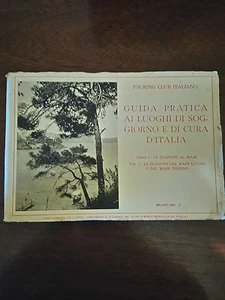 TOURING CLUB ITALIANO
GUIDA PRATICA
AI LUOGHI DI SOG-
GIORNO E DI CURA
D'ITALIA
PARTE I - LE STAZIONI AL MARE
VOL. I - LE STAZIONI DEL MARE LIGURE
E DEL MARE TIRRENO
MILANO